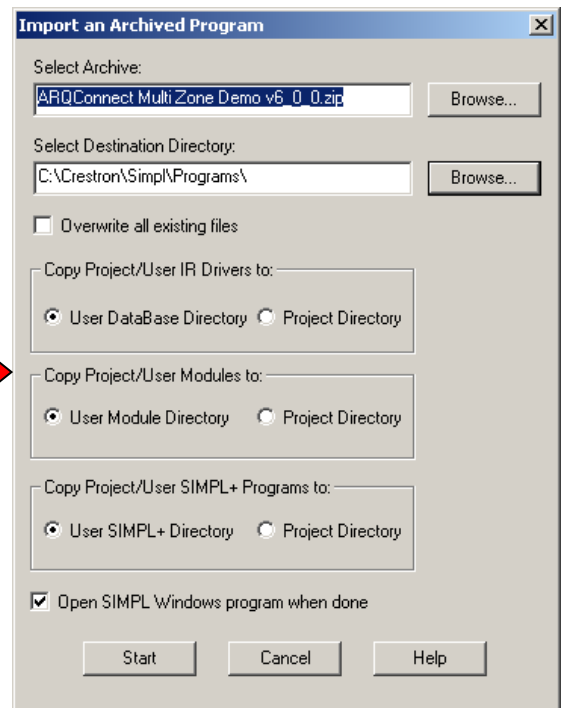 Import an Archived Program
Select Archive:
ARQConnect Multi Zone Demo v6_0_0.zip
Browse...
Select Destination Directory:
C:\Crestron\Simpl\Programs\
Browse...
Overwrite all existing files
Copy Project/User IR Drivers to:
User DataBase Directory Project Directory
Copy Project/User Modules to:
User Module Directory Project Directory
Copy Project/User SIMPL+ Programs to:
User SIMPL+ Directory Project Directory
Open SIMPL Windows program when done
Start Cancel Help